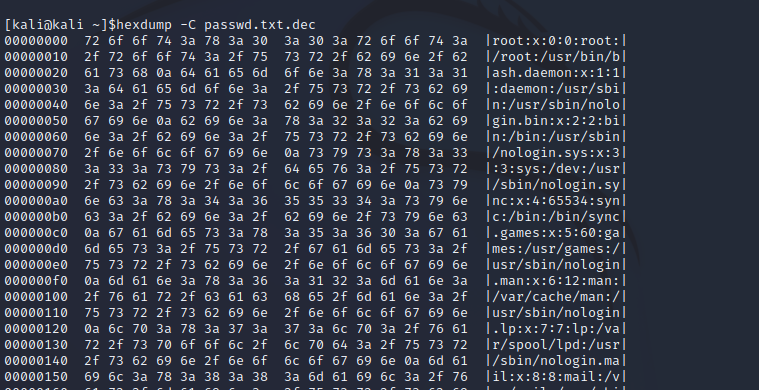 [kali@kali ~]$hexdump -C passwd.txt.dec
00000000  72 6f 6f 74 3a 78 3a 30  3a 30 3a 72 6f 6f 74 3a  |root:x:0:0:root:|
00000010  2f 72 6f 6f 74 3a 2f 75  73 72 2f 62 69 6e 2f 62  |/root:/usr/bin/b|
00000020  61 73 68 0a 64 61 65 6d  6f 6e 3a 78 3a 31 3a 31  |ash.daemon:x:1:1|
00000030  3a 64 61 65 6d 6f 6e 3a  2f 75 73 72 2f 73 62 69  |:daemon:/usr/sbi|
00000040  6e 3a 2f 75 73 72 2f 73  62 69 6e 2f 6e 6f 6c 6f  |n:/usr/sbin/nolo|
00000050  67 69 6e 0a 62 69 6e 3a  78 3a 32 3a 32 3a 62 69  |gin.bin:x:2:2:bi|
00000060  6e 3a 2f 62 69 6e 3a 2f  75 73 72 2f 73 62 69 6e  |n:/bin:/usr/sbin|
00000070  2f 6e 6f 6c 6f 67 69 6e  0a 73 79 73 3a 78 3a 33  |/nologin.sys:x:3|
00000080  3a 33 3a 73 79 73 3a 2f  64 65 76 3a 2f 75 73 72  |:3:sys:/dev:/usr|
00000090  2f 73 62 69 6e 2f 6e 6f  6c 6f 67 69 6e 0a 73 79  |/sbin/nologin.sy|
000000a0  6e 63 3a 78 3a 34 3a 36  35 35 33 34 3a 73 79 6e  |nc:x:4:65534:syn|
000000b0  63 3a 2f 62 69 6e 3a 2f  62 69 6e 2f 73 79 6e 63  |c:/bin:/bin/sync|
000000c0  0a 67 61 6d 65 73 3a 78  3a 35 3a 36 30 3a 67 61  |.games:x:5:60:ga|
000000d0  6d 65 73 3a 2f 75 73 72  2f 67 61 6d 65 73 3a 2f  |mes:/usr/games:/|
000000e0  75 73 72 2f 73 62 69 6e  2f 6e 6f 6c 6f 67 69 6e  |usr/sbin/nologin|
000000f0  0a 6d 61 6e 3a 78 3a 36  3a 31 32 3a 6d 61 6e 3a  |.man:x:6:12:man:|
00000100  2f 76 61 72 2f 63 61 63  68 65 2f 6d 61 6e 3a 2f  |/var/cache/man:/|
00000110  75 73 72 2f 73 62 69 6e  2f 6e 6f 6c 6f 67 69 6e  |usr/sbin/nologin|
00000120  0a 6c 70 3a 78 3a 37 3a  37 3a 6c 70 3a 2f 76 61  |.lp:x:7:7:lp:/va|
00000130  72 2f 73 70 6f 6f 6c 2f  6c 70 64 3a 2f 75 73 72  |r/spool/lpd:/usr|
00000140  2f 73 62 69 6e 2f 6e 6f  6c 6f 67 69 6e 0a 6d 61  |/sbin/nologin.ma|
00000150  69 6c 3a 78 3a 38 3a 38  3a 6d 61 69 6c 3a 2f 76  |il:x:8:8:mail:/v|